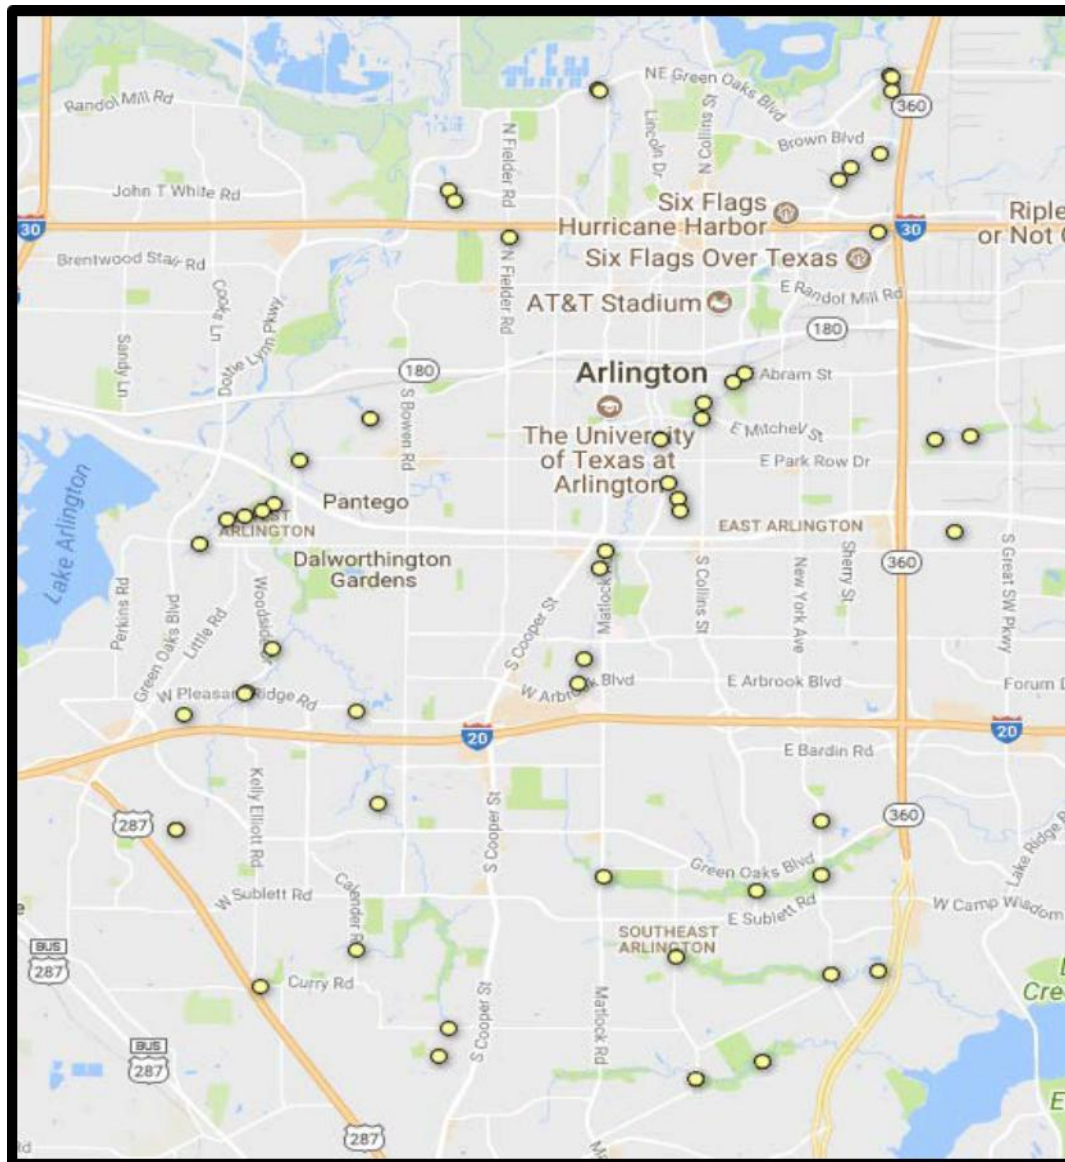 NE Green Oaks Blvd
Randol Mill Rd
360
Lincoln Dr
N Collins St
N Fielder Rd
Brown Blvd
John T White Rd
Six Flags
Hurricane Harbor
30
30
Brentwood Stair Rd
Six Flags Over Texas
N Fielder Rd
Cooks Ln
E Randol Mill Rd
AT&T Stadium
Dottie Lynn Pkwy
Sandy Ln
180
180
Arlington
E Abram St
S Bowen Rd
The University
of Texas at
Arlington
E Mitchell St
E Park Row Dr
Pantego
Lake Arlington
ARLINGTON
EAST ARLINGTON
Dalworthington
Gardens
S Collins St
New York Ave
Sherry St
360
S Great SW Pkwy
Perkins Rd
Green Oaks Blvd
Little Rd
S Cooper St
W Pleasant Ridge Rd
W Arbrook Blvd
E Arbrook Blvd
20
20
E Bardin Rd
Kelly Elliott Rd
S Cooper St
287
360
Green Oaks Blvd
Lake Ridge
W Sublett Rd
Calender Rd
E Sublett Rd
W Camp Wisdom
SOUTHEAST
ARLINGTON
BUS
287
Curry Rd
S Cooper St
Matlock Rd
BUS
287
287